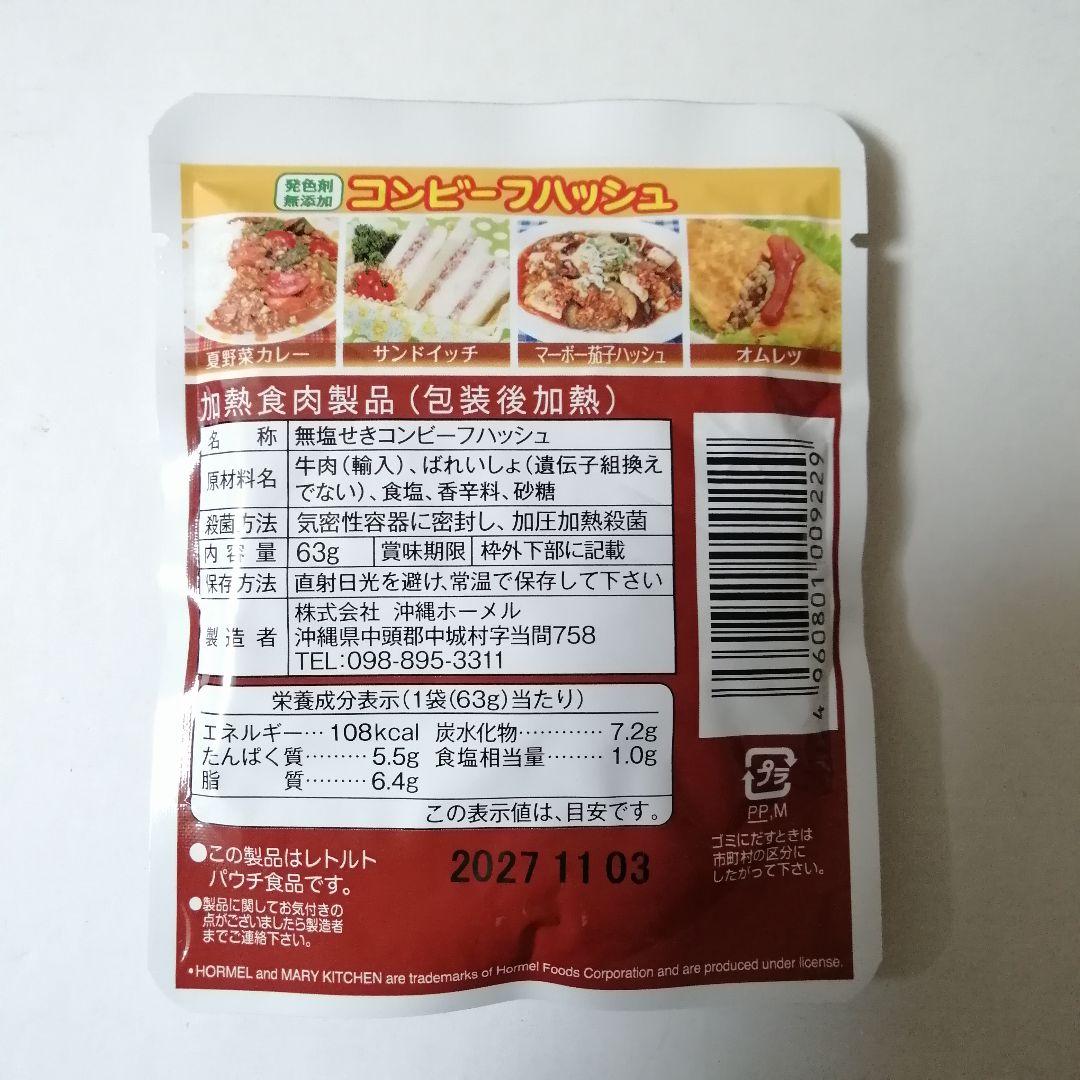 発色剤
無添加
コンビーフハッシュ
夏野菜カレー
サンドイッチ
マーボー茄子ハッシュ
オムレツ
加熱食肉製品（包装後加熱）
名 称 無塩せきコンビーフハッシュ
原材料名 牛肉（輸入）、ばれいしょ（遺伝子組換え
でない）、食塩、香辛料、砂糖
殺菌方法 気密性容器に密封し、加圧加熱殺菌
内容量 63g 賞味期限 枠外下部に記載
保存方法 直射日光を避け、常温で保存して下さい
製造者 株式会社 沖縄ホーメル
沖縄県中頭郡中城村字当間758
TEL:098-895-3311
4 960801 009229
栄養成分表示（1袋（63g）当たり）
エネルギー… 108kcal 炭水化物………… 7.2g
たんぱく質……… 5.5g 食塩相当量……… 1.0g
脂 質……… 6.4g
この表示値は、目安です。
プラ
PP,M
ゴミにだすときは
市町村の区分に
したがって下さい。
●この製品はレトルト
パウチ食品です。
2027 11 03
●製品に関してお気付きの
点がございましたら製造者
までご連絡下さい。
•HORMEL and MARY KITCHEN are trademarks of Hormel Foods Corporation and are produced under license.